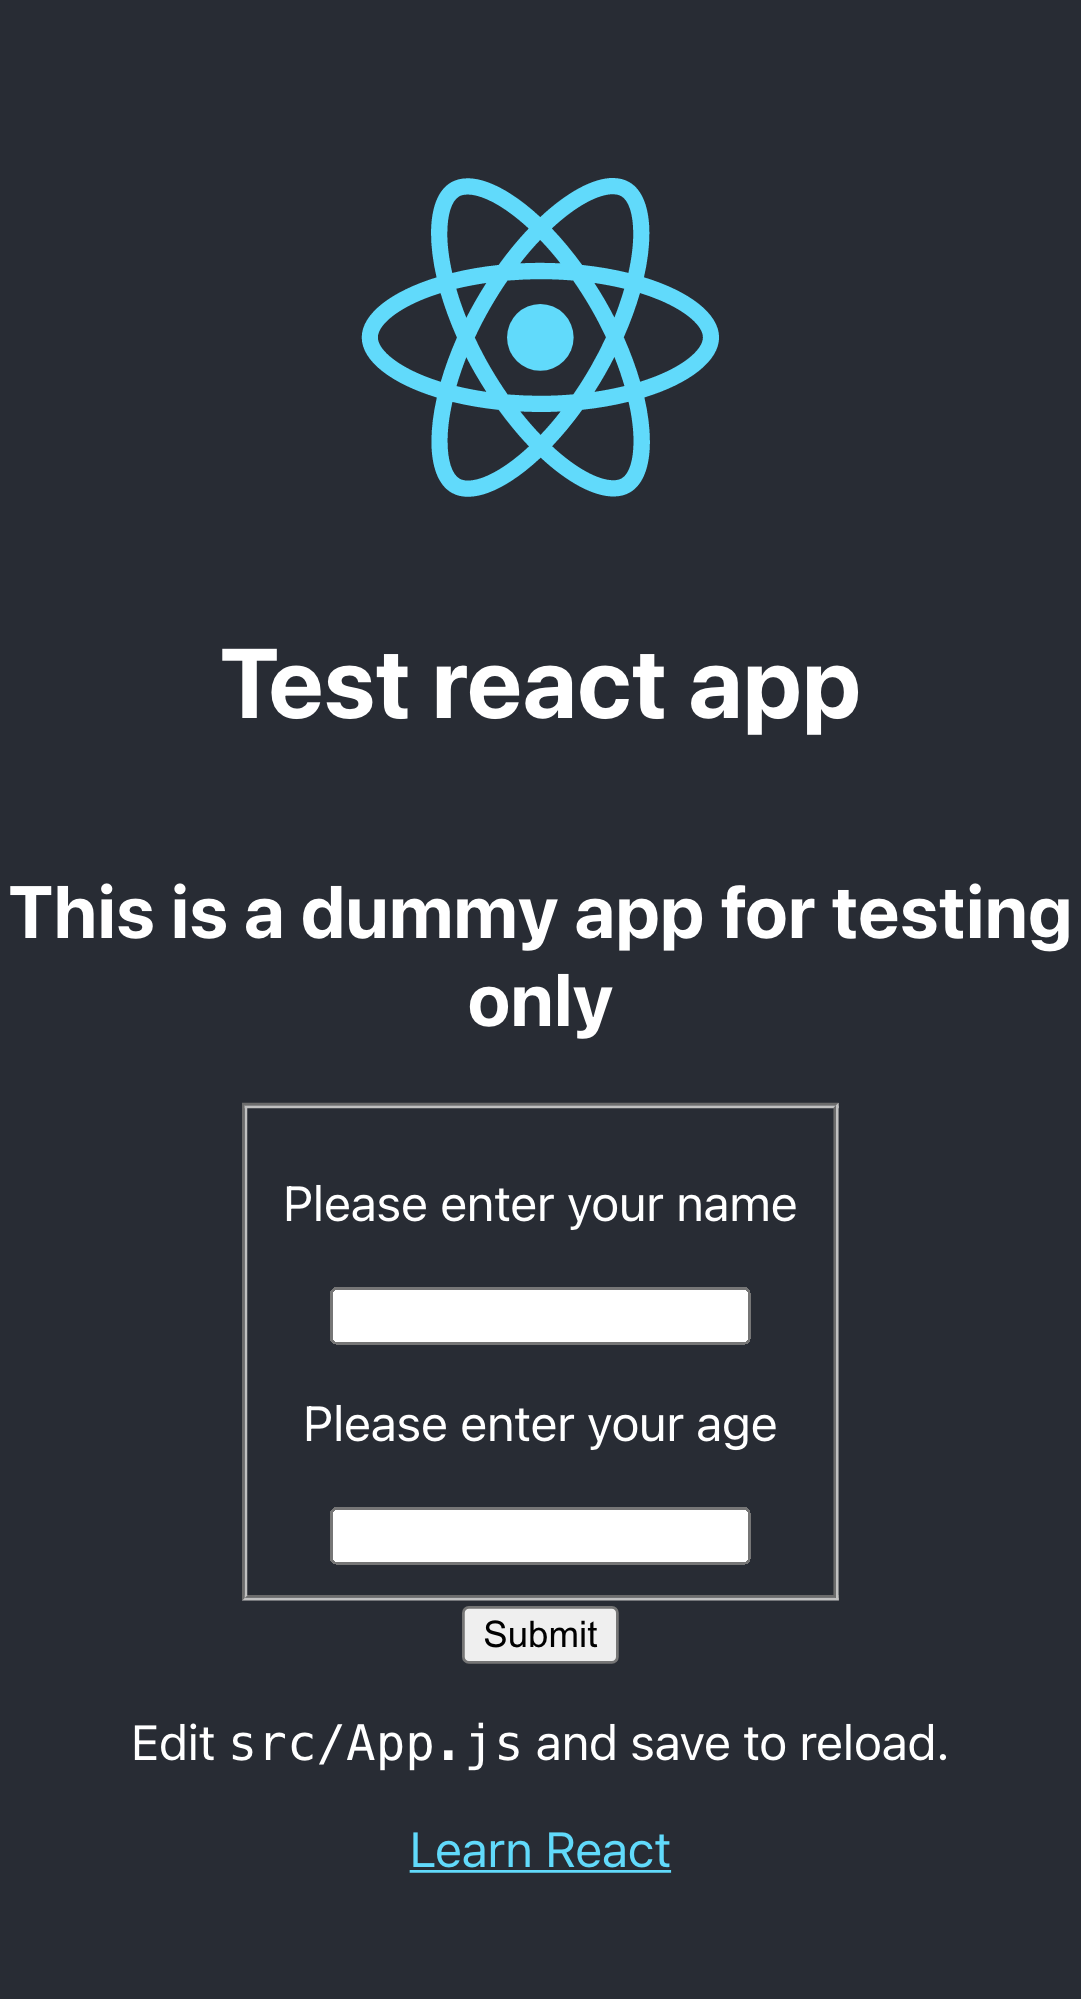 Test react app
This is a dummy app for testing
only
Please enter your name
Please enter your age
Submit
Edit src/App.js and save to reload.
Learn React